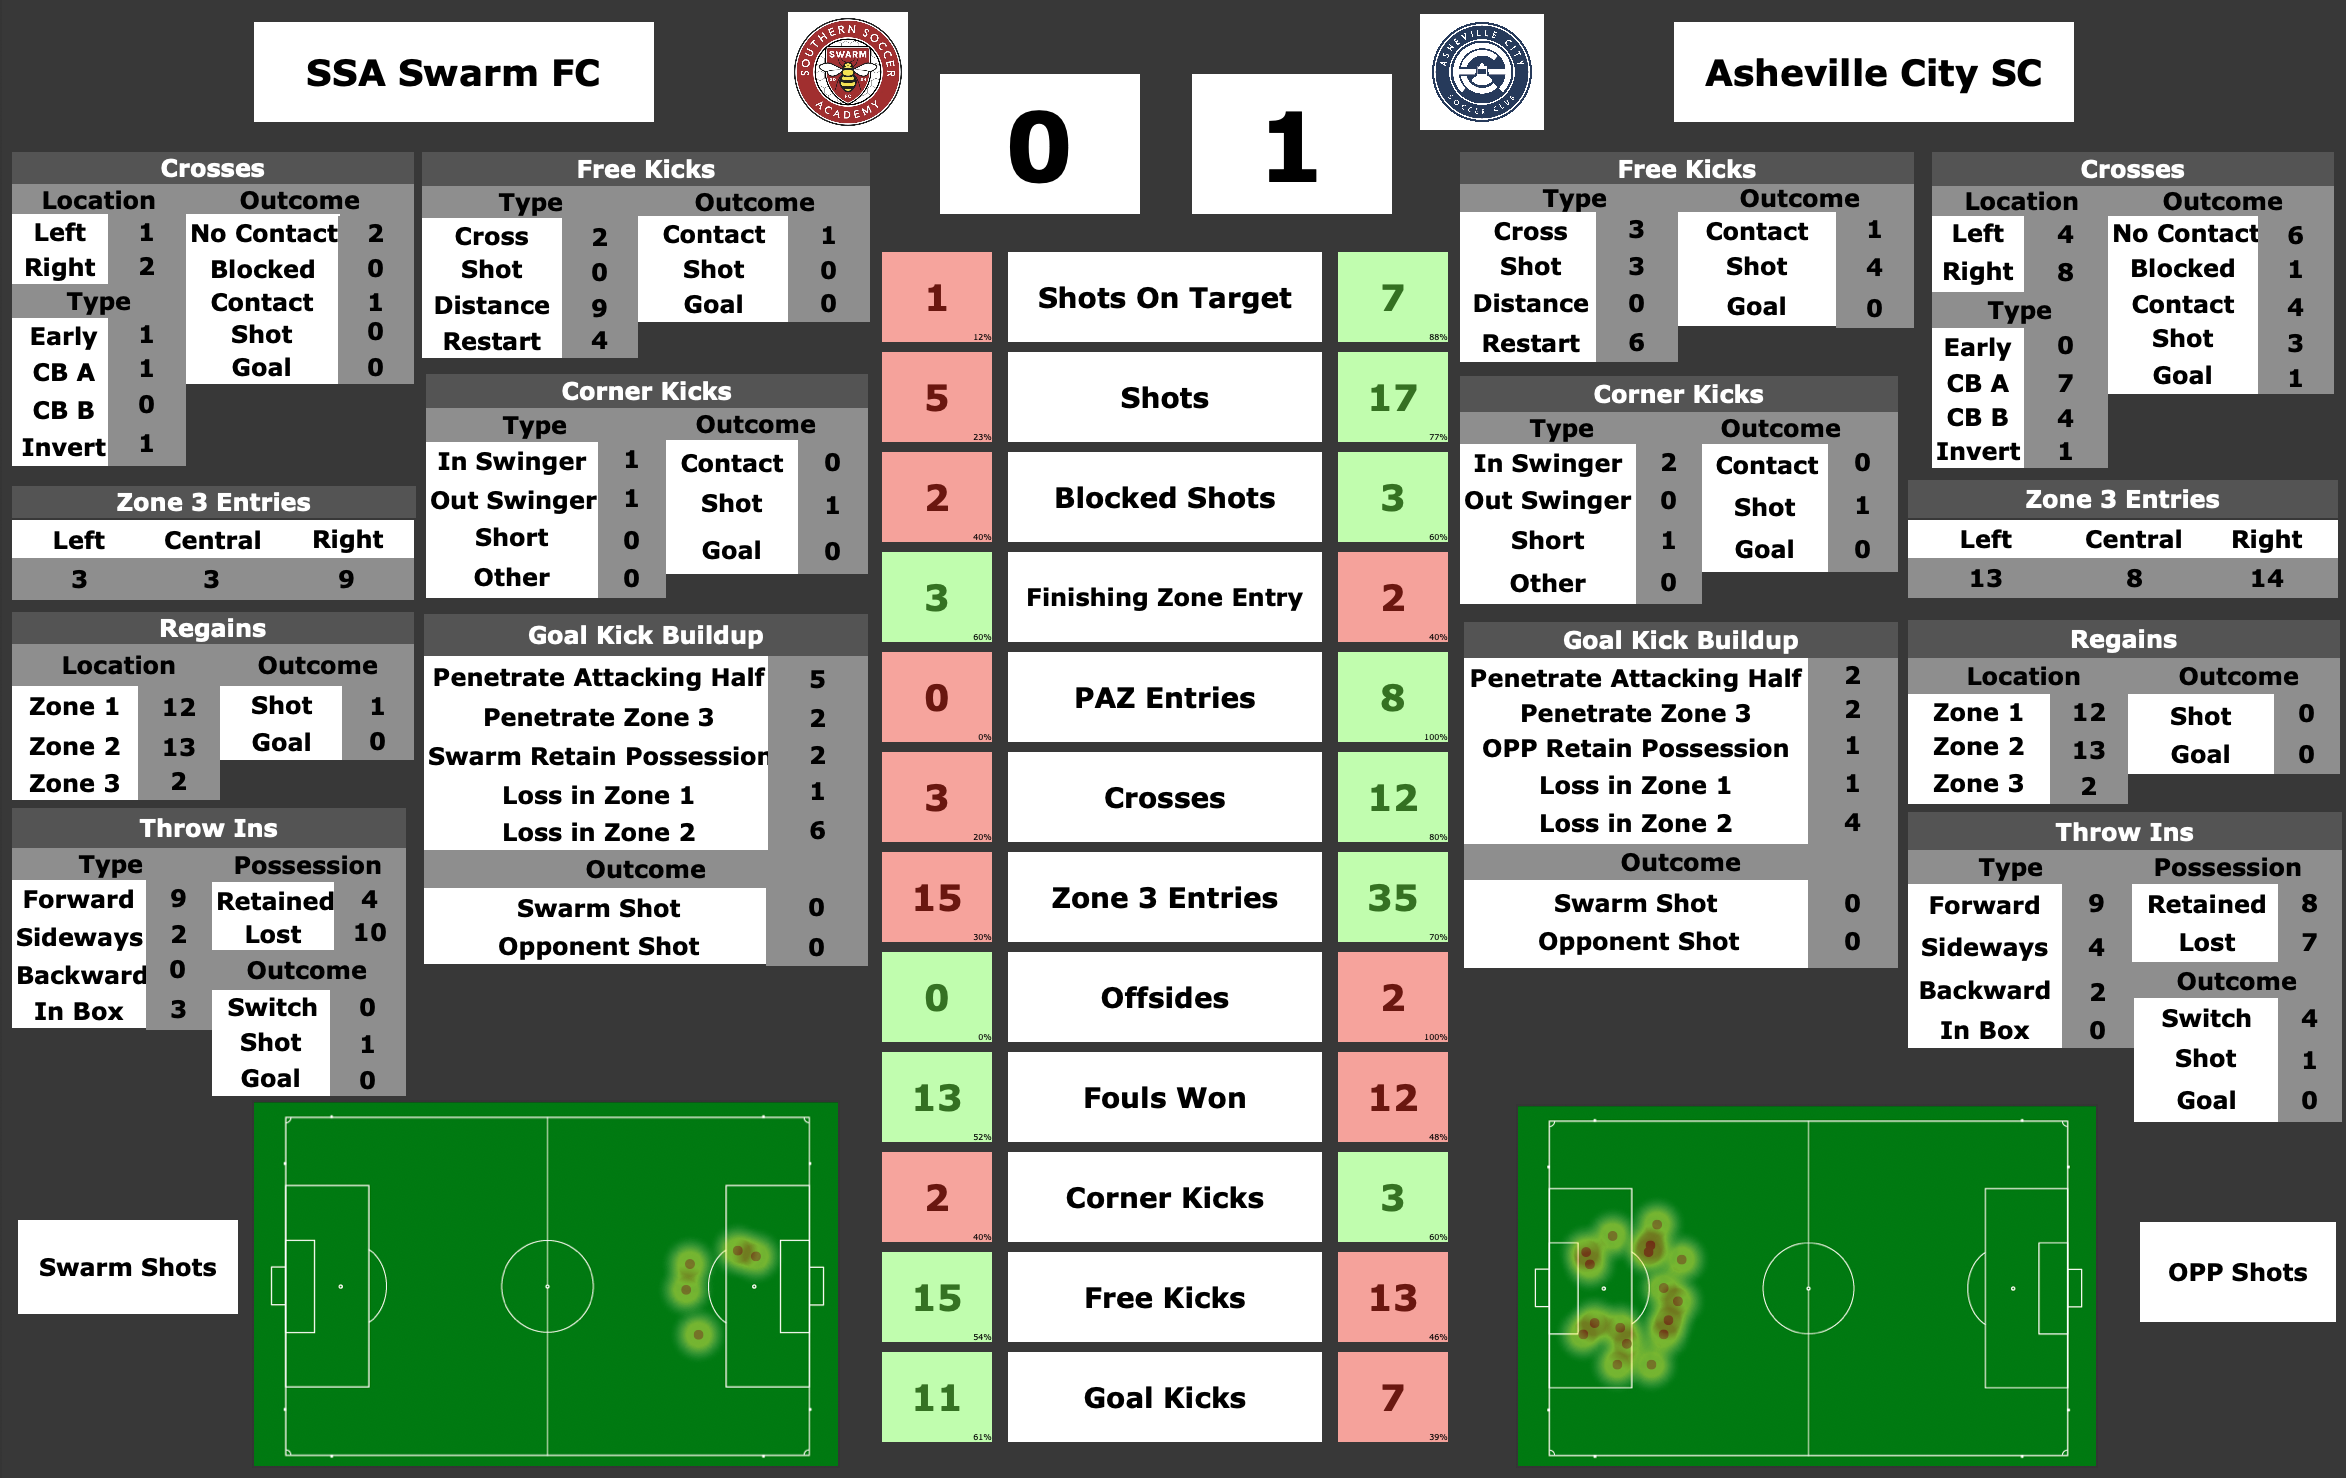 SSA Swarm FC
SOUTHERN SOCCER
SWARM
FC
ACADEMY
0
1
ASHEVILLE CITY
SOCCER CLUB
Asheville City SC
Crosses
Location Outcome
Left 1 No Contact 2
Right 2 Blocked 0
Type Contact 1
Early 1 Shot 0
CB A 1 Goal 0
CB B 0
Invert 1
Free Kicks
Type Outcome
Cross 2 Contact 1
Shot 0 Shot 0
Distance 9 Goal 0
Restart 4
Corner Kicks
Type Outcome
In Swinger 1 Contact 0
Out Swinger 1 Shot 1
Short 0 Goal 0
Other 0
Zone 3 Entries
Left Central Right
3 3 9
Regains
Location Outcome
Zone 1 12 Shot 1
Zone 2 13 Goal 0
Zone 3 2
Goal Kick Buildup
Penetrate Attacking Half 5
Penetrate Zone 3 2
Swarm Retain Possession 2
Loss in Zone 1 1
Loss in Zone 2 6
Outcome
Swarm Shot 0
Opponent Shot 0
Throw Ins
Type Possession
Forward 9 Retained 4
Sideways 2 Lost 10
Backward 0 Outcome
In Box 3 Switch 0
Shot 1
Goal 0
Swarm Shots
1 12% Shots On Target 7 88%
5 23% Shots 17 77%
2 40% Blocked Shots 3 60%
3 60% Finishing Zone Entry 2 40%
0 0% PAZ Entries 8 100%
3 20% Crosses 12 80%
15 30% Zone 3 Entries 35 70%
0 0% Offsides 2 100%
13 52% Fouls Won 12 48%
2 40% Corner Kicks 3 60%
15 54% Free Kicks 13 46%
11 61% Goal Kicks 7 39%
Free Kicks
Type Outcome
Cross 3 Contact 1
Shot 3 Shot 4
Distance 0 Goal 0
Restart 6
Crosses
Location Outcome
Left 4 No Contact 6
Right 8 Blocked 1
Type Contact 4
Early 0 Shot 3
CB A 7 Goal 1
CB B 4
Invert 1
Corner Kicks
Type Outcome
In Swinger 2 Contact 0
Out Swinger 0 Shot 1
Short 1 Goal 0
Other 0
Zone 3 Entries
Left Central Right
13 8 14
Goal Kick Buildup
Penetrate Attacking Half 2
Penetrate Zone 3 2
OPP Retain Possession 1
Loss in Zone 1 1
Loss in Zone 2 4
Outcome
Swarm Shot 0
Opponent Shot 0
Regains
Location Outcome
Zone 1 12 Shot 0
Zone 2 13 Goal 0
Zone 3 2
Throw Ins
Type Possession
Forward 9 Retained 8
Sideways 4 Lost 7
Backward 2 Outcome
In Box 0 Switch 4
Shot 1
Goal 0
OPP Shots